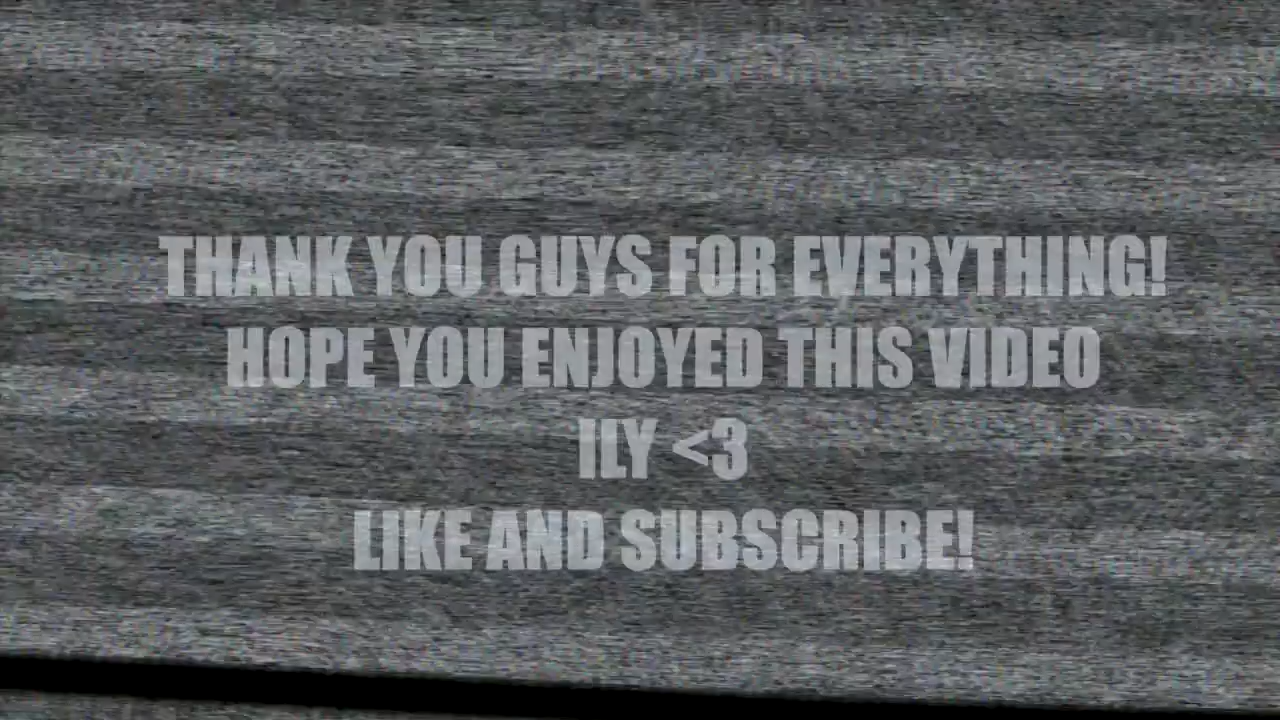 THANK YOU GUYS FOR EVERYTHING!
HOPE YOU ENJOYED THIS VIDEO
ILY <3
LIKE AND SUBSCRIBE!